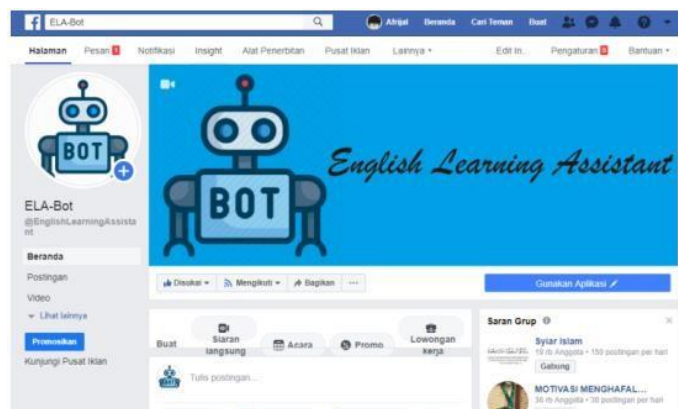 ELA-Bot
Afrijal Beranda Cari Teman Buat
Halaman Pesan 1 Notifikasi Insight Alat Penerbitan Pusat Iklan Lainnya Edit In... Pengaturan Bantuan
BOT
BOT
English Learning Assistant
ELA-Bot
@EnglishLearningAssista
nt
Beranda
Postingan
Video
Lihat lainnya
Promosikan
Kunjungi Pusat Iklan
Disukai Mengikuti Bagikan ...
Gunakan Aplikasi
Buat Siaran langsung Acara Promo Lowongan kerja
Tulis postingan...
Saran Grup
Syiar Islam
19 rb Anggota • 150 postingan per hari
Gabung
MOTIVASI MENGHAFAL...
36 rb Anggota • 30 postingan per hari